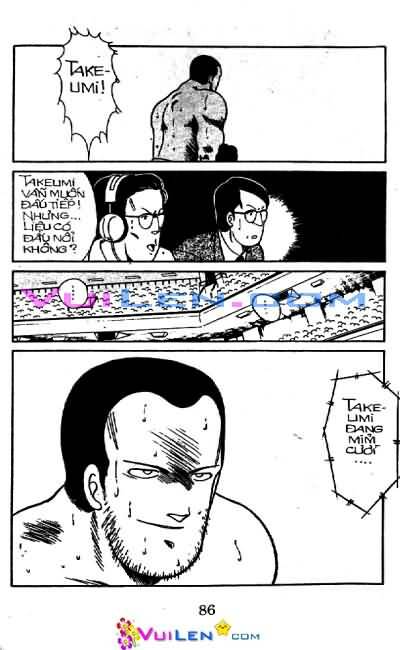 TAKE-
UMI!
TAKEUMI
VẪN MUỐN
ĐẤU TIẾP!
NHƯNG...
LIỆU CÓ
ĐẤU NỔI
KHÔNG?
VUILEN.COM
TAKE-
UMI
ĐANG
MỈM
CƯỜI
....
86
VUILEN.COM